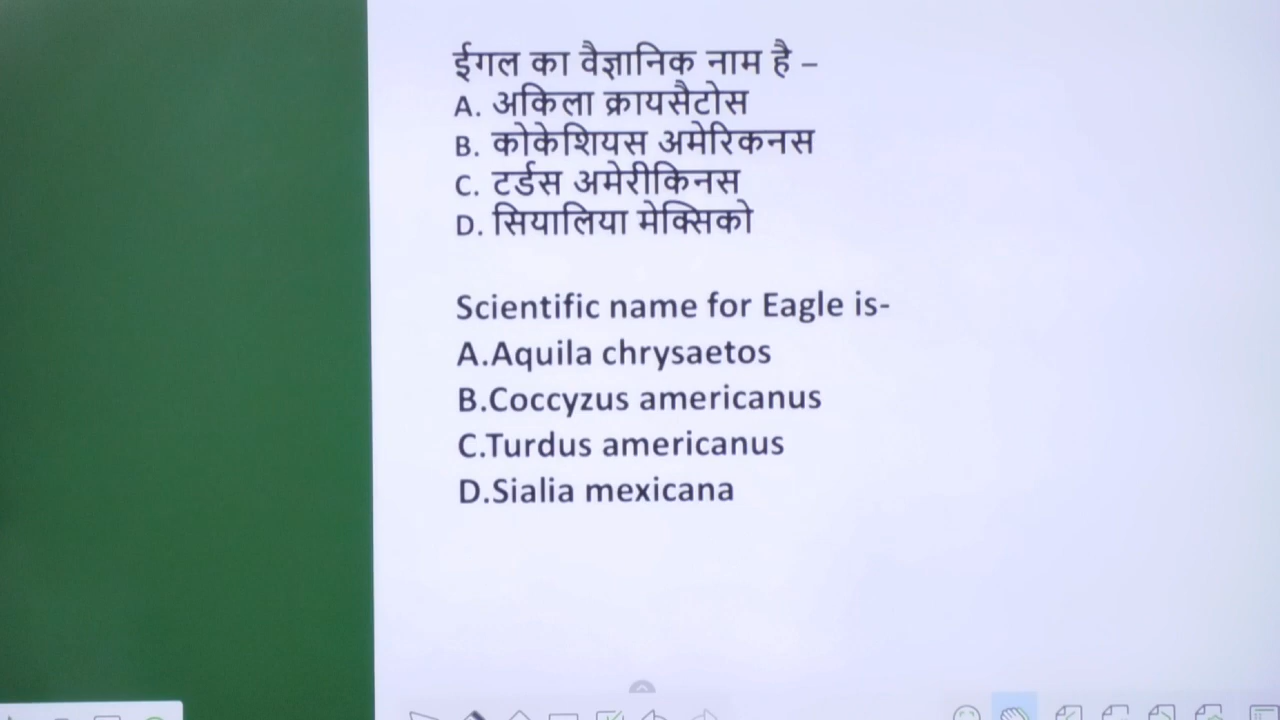 ईगल का वैज्ञानिक नाम है –
A. अकिला क्रायसैटोस
B. कोकेशियस अमेरिकनस
C. टर्डस अमेरीकिनस
D. सियालिया मेक्सिको
Scientific name for Eagle is-
A.Aquila chrysaetos
B.Coccyzus americanus
C.Turdus americanus
D.Sialia mexicana